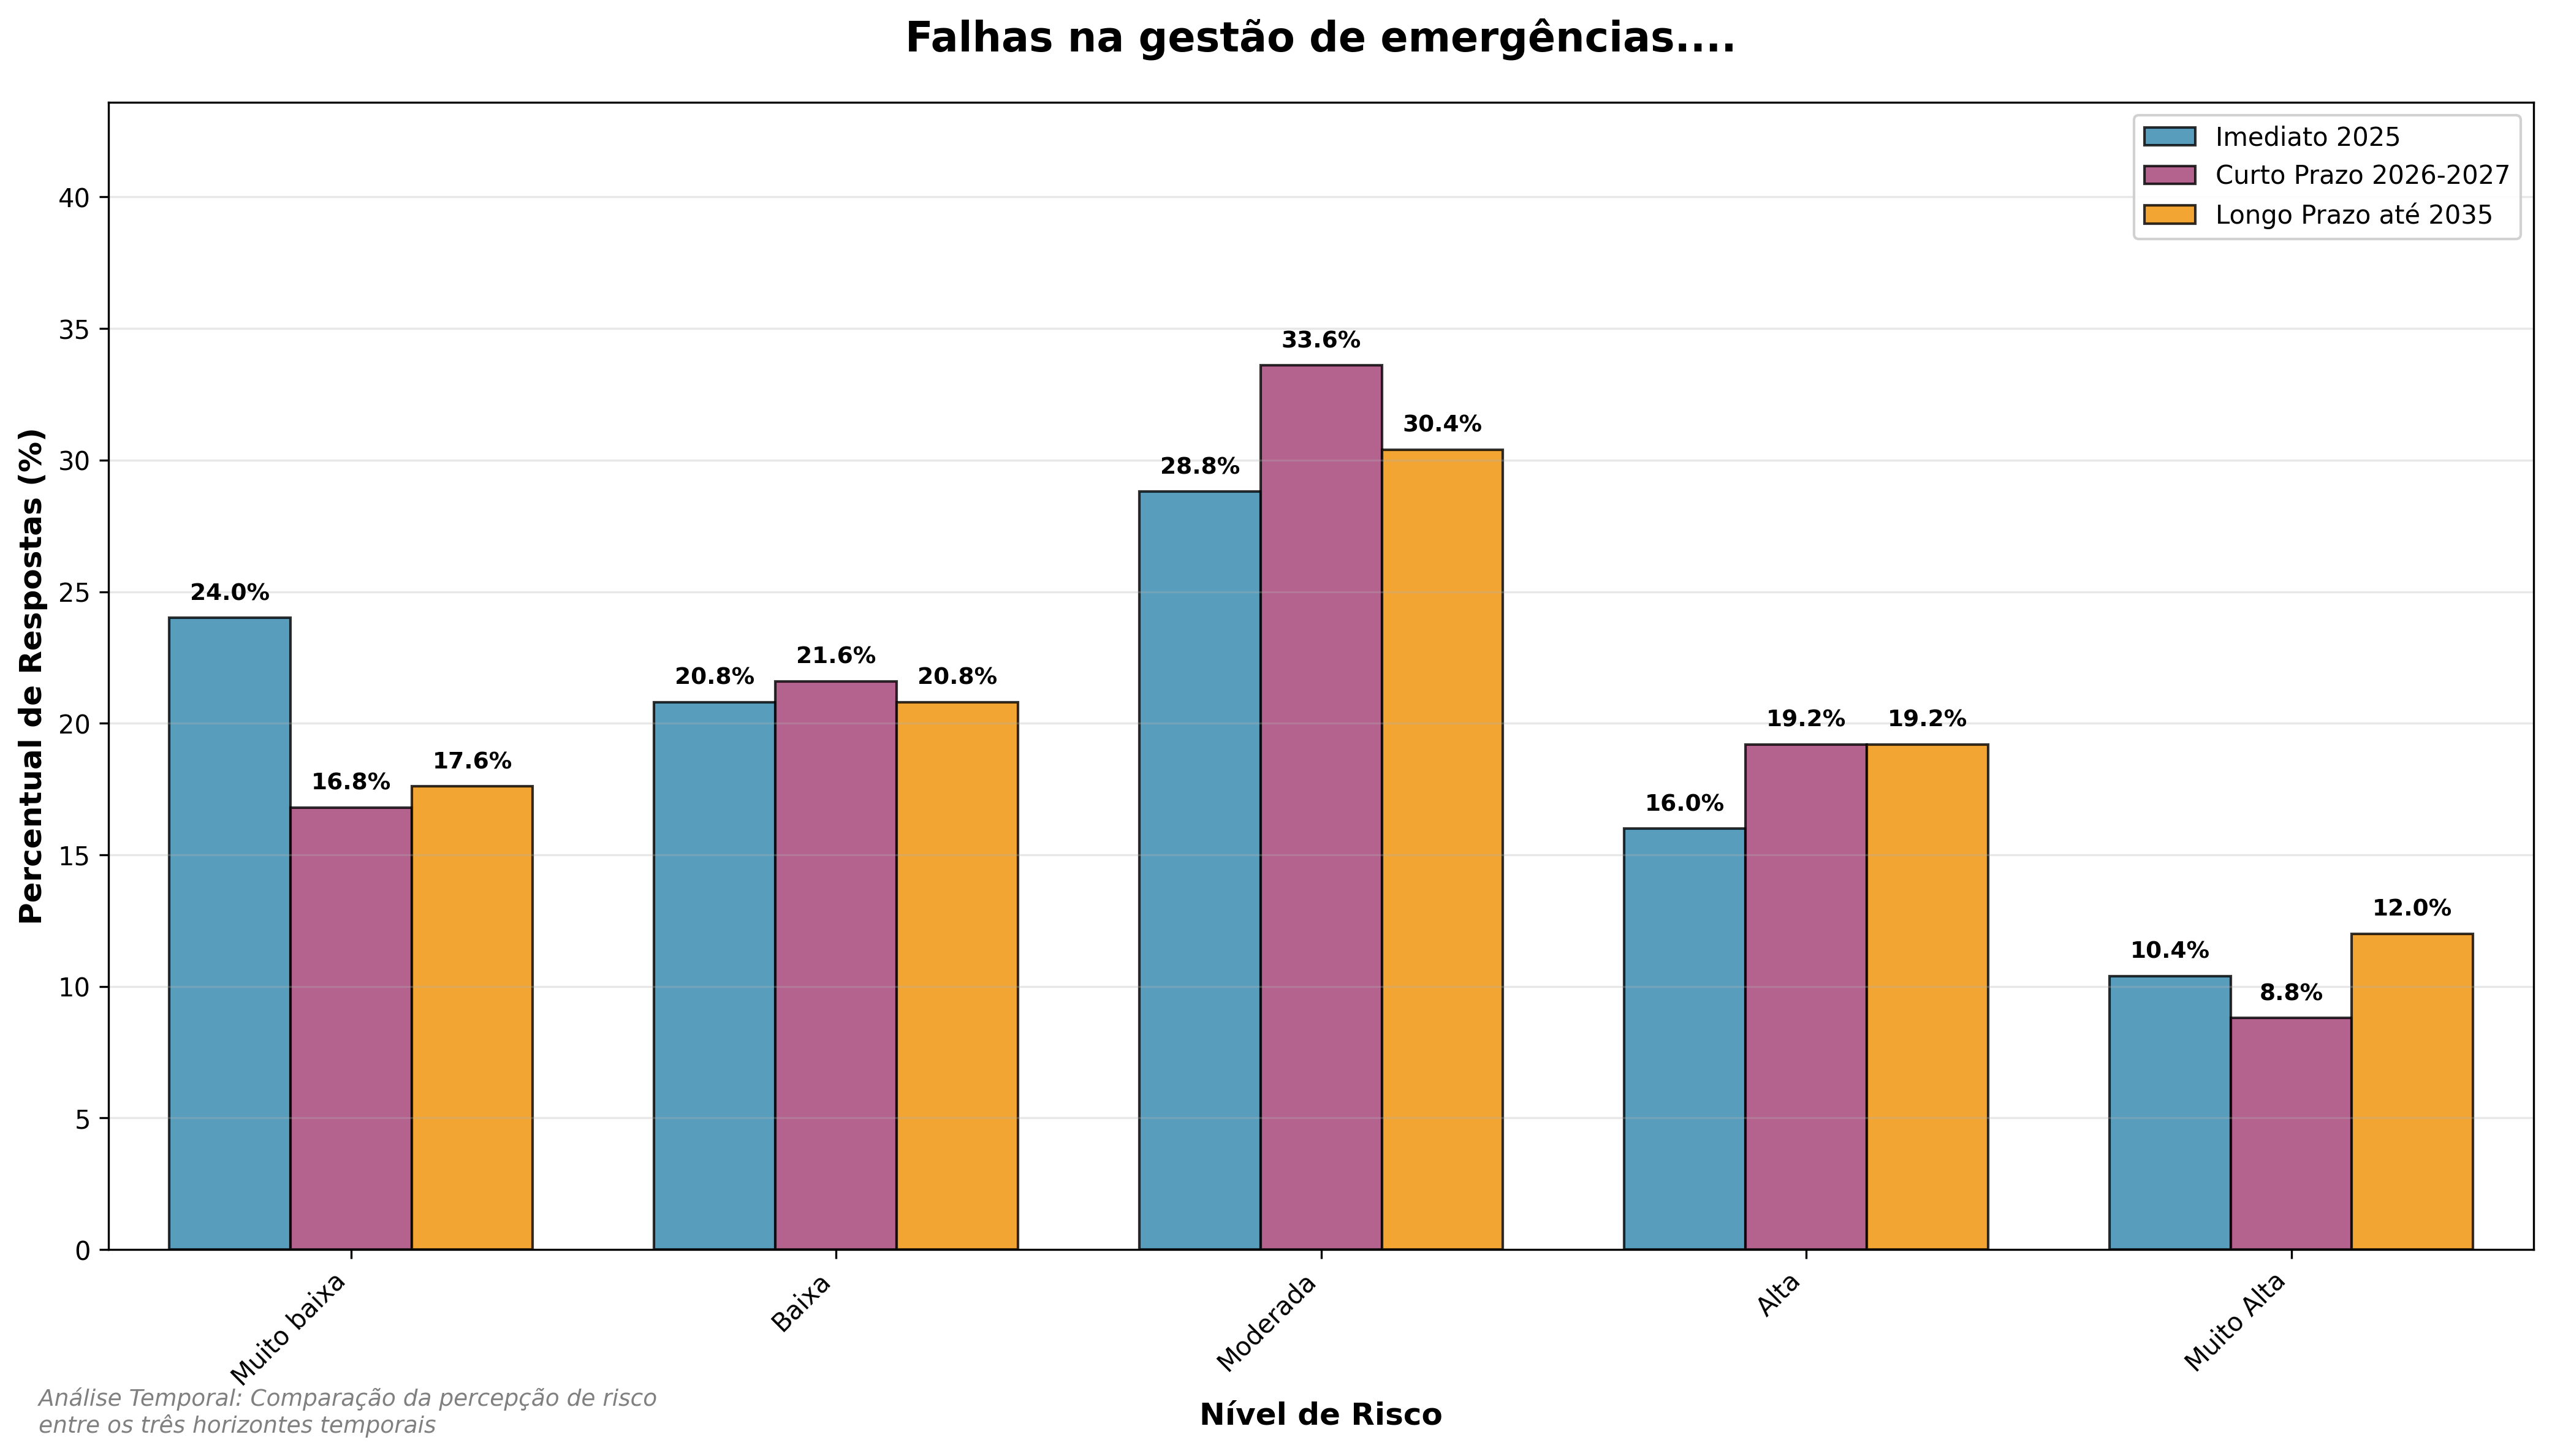 Falhas na gestão de emergências....
Imediato 2025
Curto Prazo 2026-2027
Longo Prazo até 2035
Percentual de Respostas (%)
40
35
30
25
20
15
10
5
0
24.0%
16.8%
17.6%
20.8%
21.6%
20.8%
28.8%
33.6%
30.4%
16.0%
19.2%
19.2%
10.4%
8.8%
12.0%
Muito baixa
Baixa
Moderada
Alta
Muito Alta
Nível de Risco
Análise Temporal: Comparação da percepção de risco
entre os três horizontes temporais